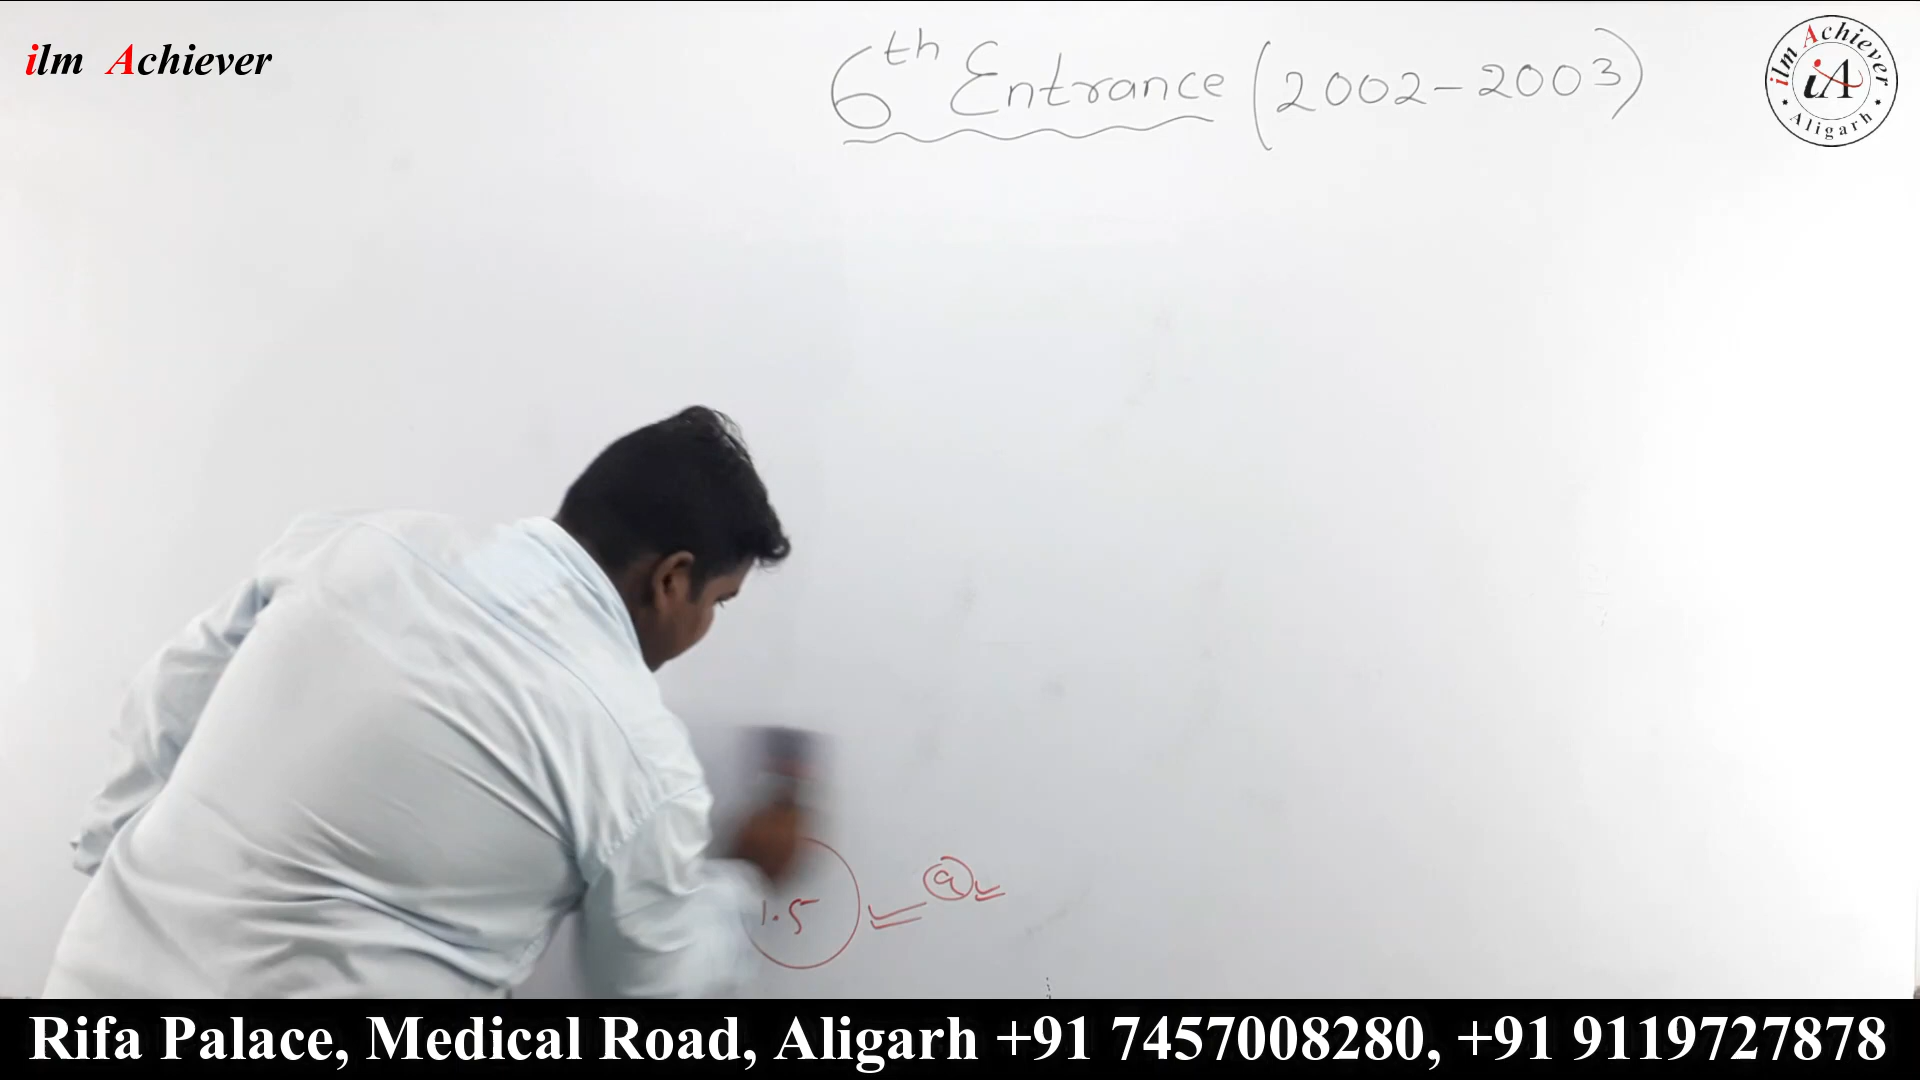 ilm Achiever
6th Entrance (2002-2003)
ilm Achiever
iA
Aligarh
1.5
a
Rifa Palace, Medical Road, Aligarh +91 7457008280, +91 9119727878